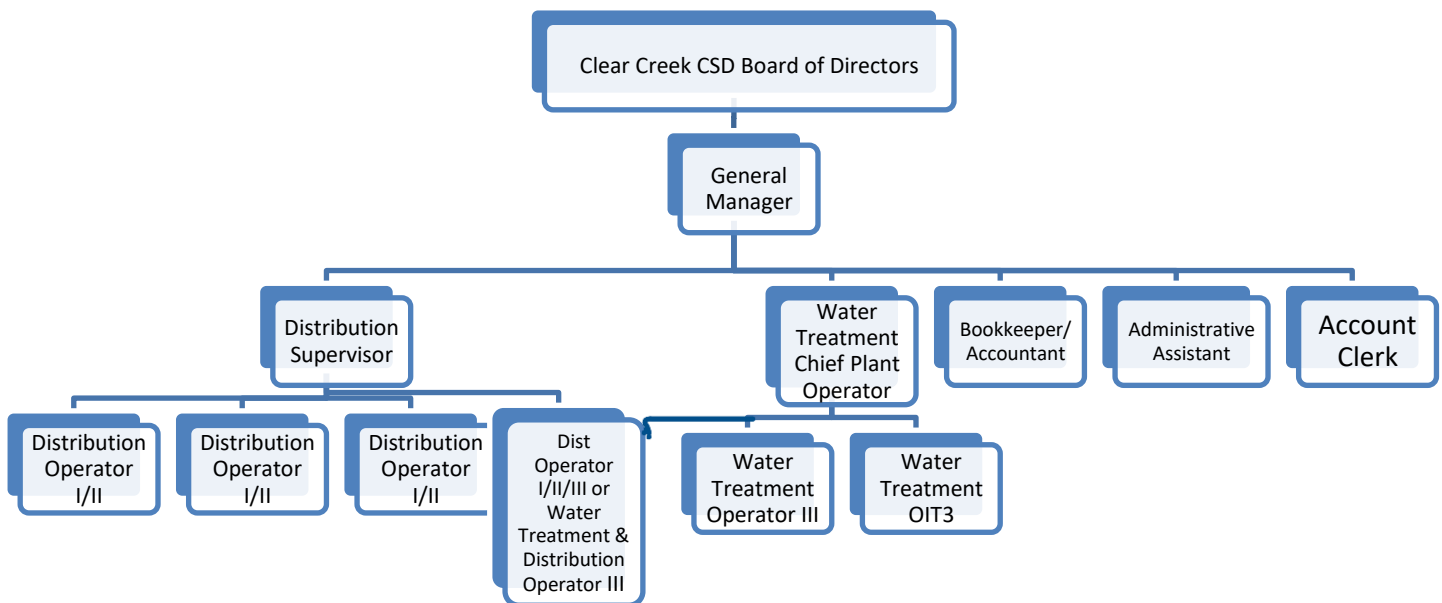 Clear Creek CSD Board of Directors
General
Manager
Distribution
Supervisor
Water
Treatment
Chief Plant
Operator
Bookkeeper/
Accountant
Administrative
Assistant
Account
Clerk
Distribution
Operator
I/II
Distribution
Operator
I/II
Distribution
Operator
I/II
Dist
Operator
I/II/III or
Water
Treatment &
Distribution
Operator III
Water
Treatment
Operator III
Water
Treatment
OIT3